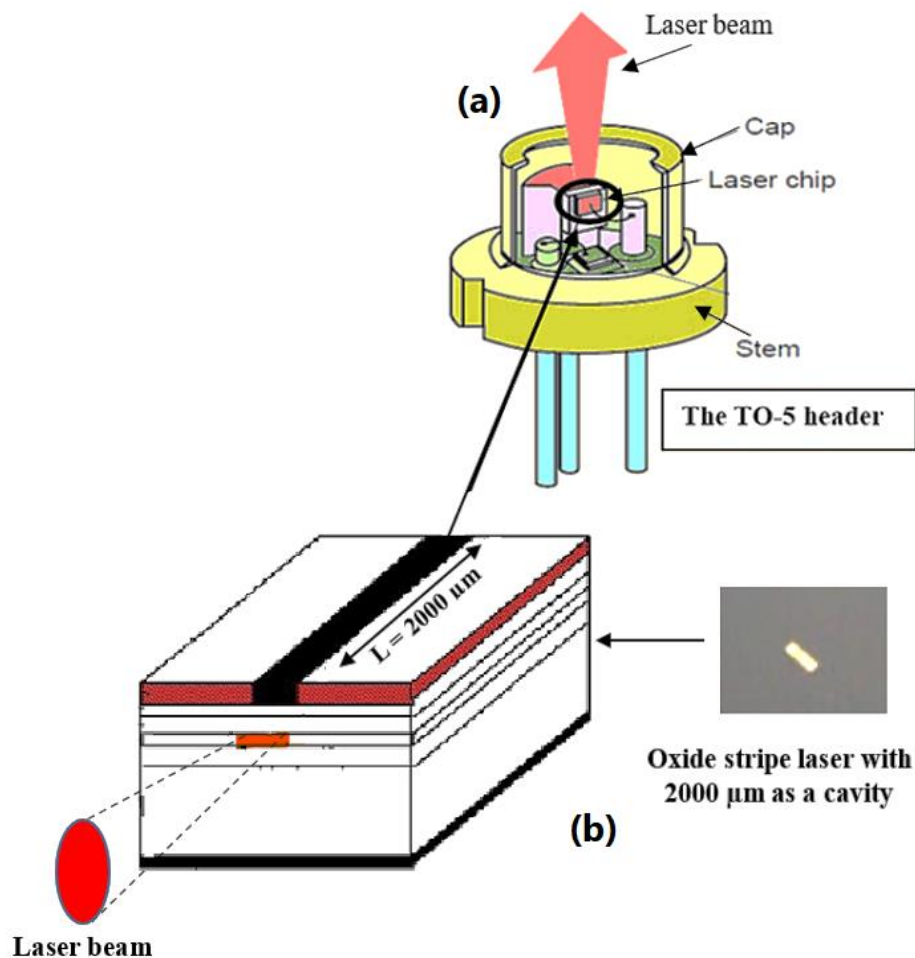 Laser beam
(a)
Cap
Laser chip
Stem
The TO-5 header
L = 2000 µm
Oxide stripe laser with
2000 µm as a cavity
(b)
Laser beam